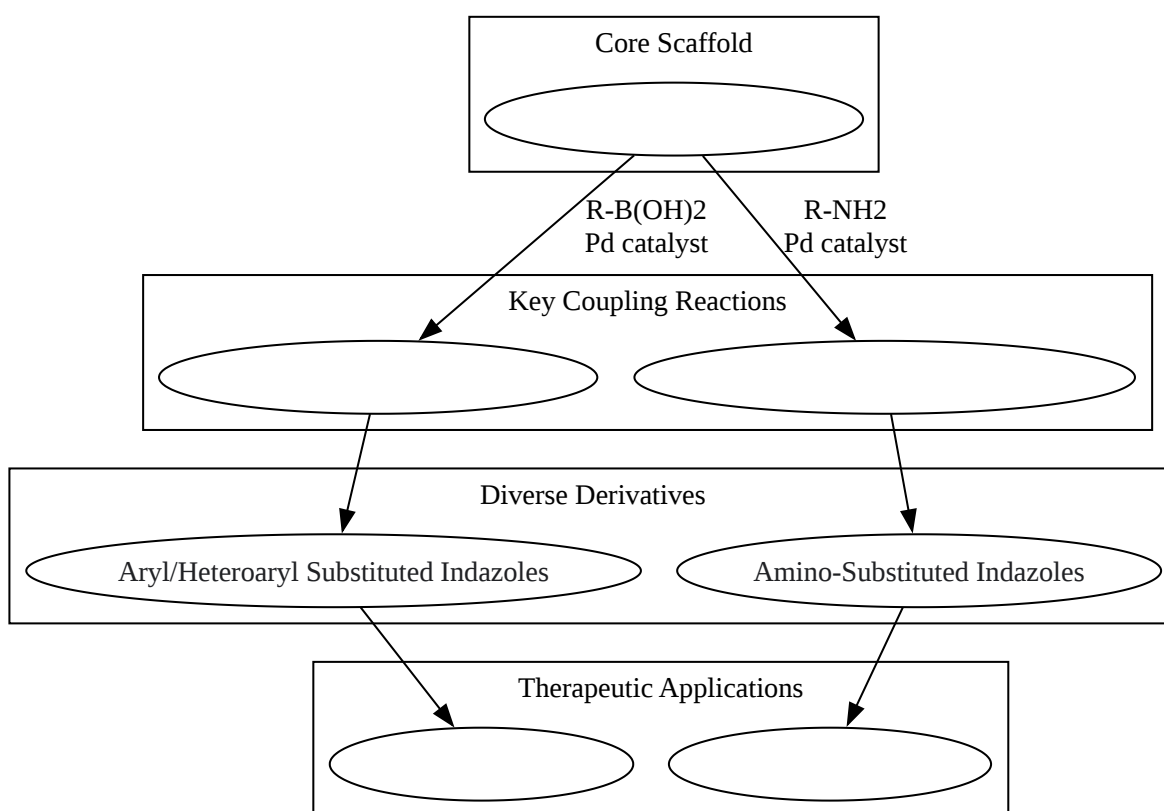 Core Scaffold
R-B(OH)2
Pd catalyst
R-NH2
Pd catalyst
Key Coupling Reactions
Diverse Derivatives
Aryl/Heteroaryl Substituted Indazoles
Amino-Substituted Indazoles
Therapeutic Applications